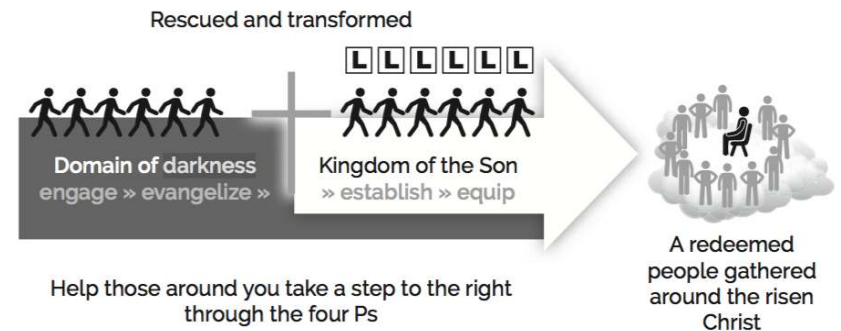 Rescued and transformed
L L L L L L
Domain of darkness
engage » evangelize »
Kingdom of the Son
» establish » equip
A redeemed
people gathered
around the risen
Christ
Help those around you take a step to the right
through the four Ps